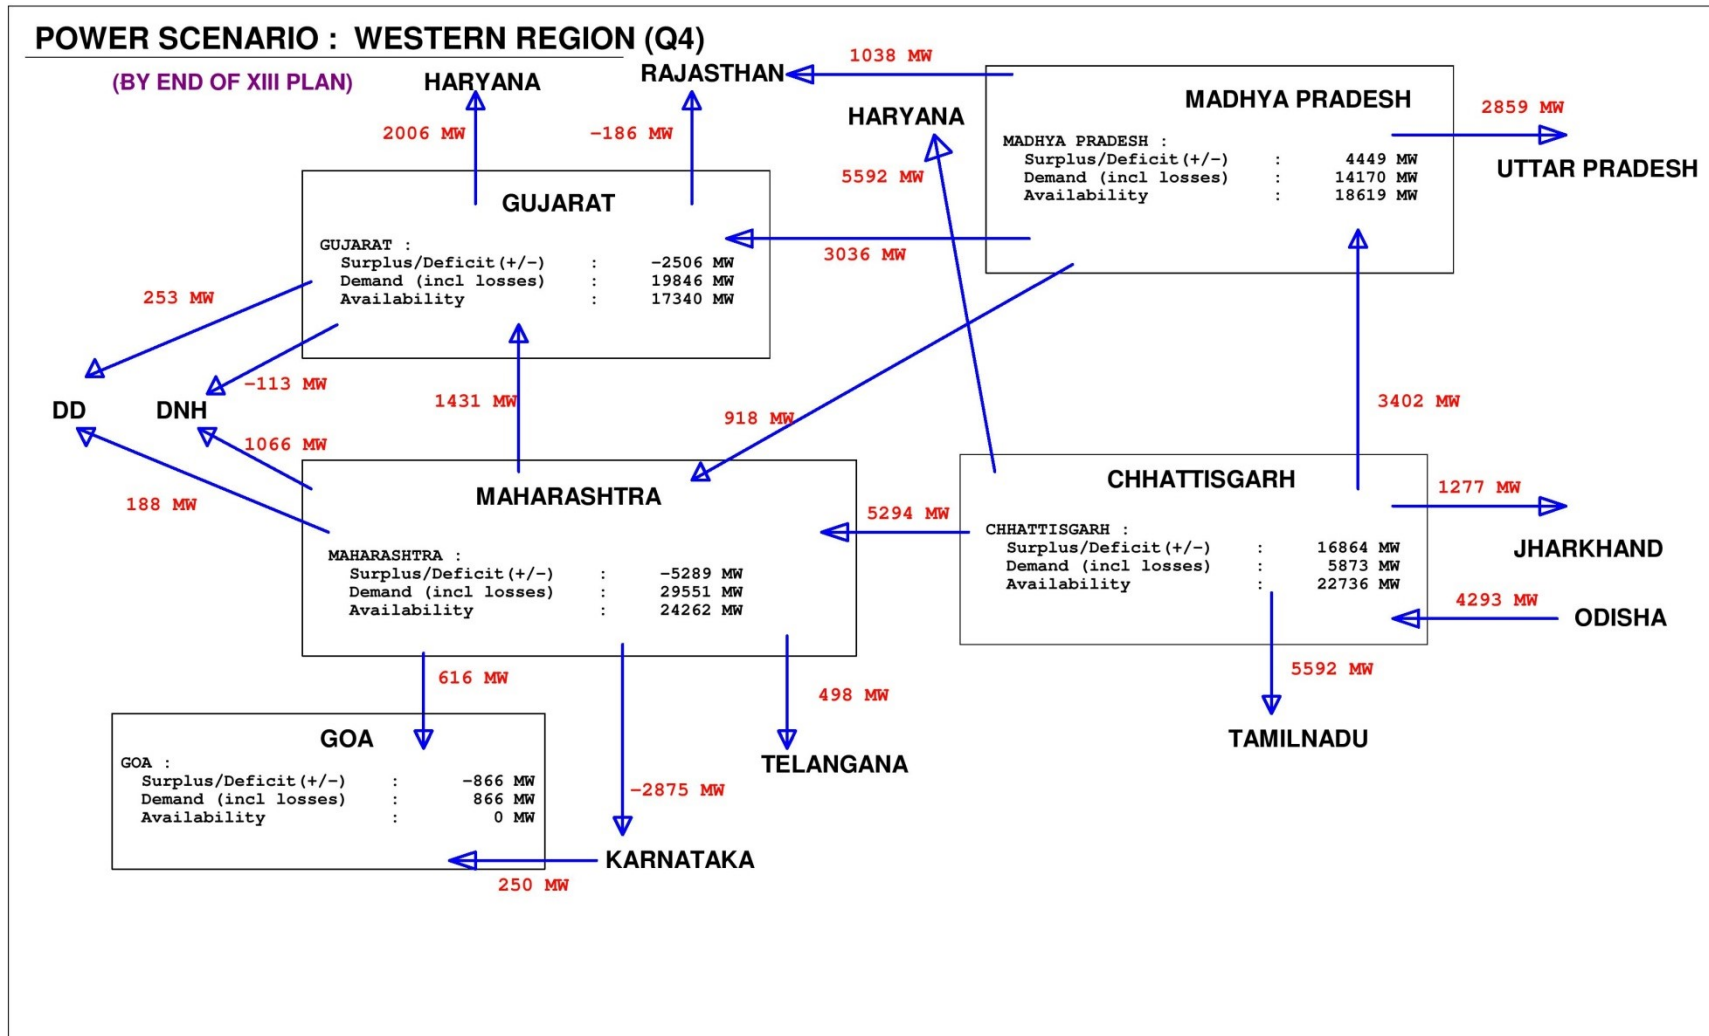 POWER SCENARIO :  WESTERN REGION (Q4)
(BY END OF XIII PLAN)
HARYANA
RAJASTHAN
1038 MW
2006 MW
−186 MW
HARYANA
5592 MW
MADHYA PRADESH
MADHYA PRADESH :
Surplus/Deficit(+/−) : 4449 MW
Demand (incl losses) : 14170 MW
Availability : 18619 MW
2859 MW
UTTAR PRADESH
GUJARAT
GUJARAT :
Surplus/Deficit(+/−) : −2506 MW
Demand (incl losses) : 19846 MW
Availability : 17340 MW
3036 MW
253 MW
−113 MW
DD
DNH
1431 MW
918 MW
3402 MW
1066 MW
188 MW
MAHARASHTRA
MAHARASHTRA :
Surplus/Deficit(+/−) : −5289 MW
Demand (incl losses) : 29551 MW
Availability : 24262 MW
5294 MW
CHHATTISGARH
CHHATTISGARH :
Surplus/Deficit(+/−) : 16864 MW
Demand (incl losses) : 5873 MW
Availability : 22736 MW
1277 MW
JHARKHAND
4293 MW
ODISHA
616 MW
498 MW
5592 MW
GOA
GOA :
Surplus/Deficit(+/−) : −866 MW
Demand (incl losses) : 866 MW
Availability : 0 MW
TELANGANA
TAMILNADU
−2875 MW
KARNATAKA
250 MW